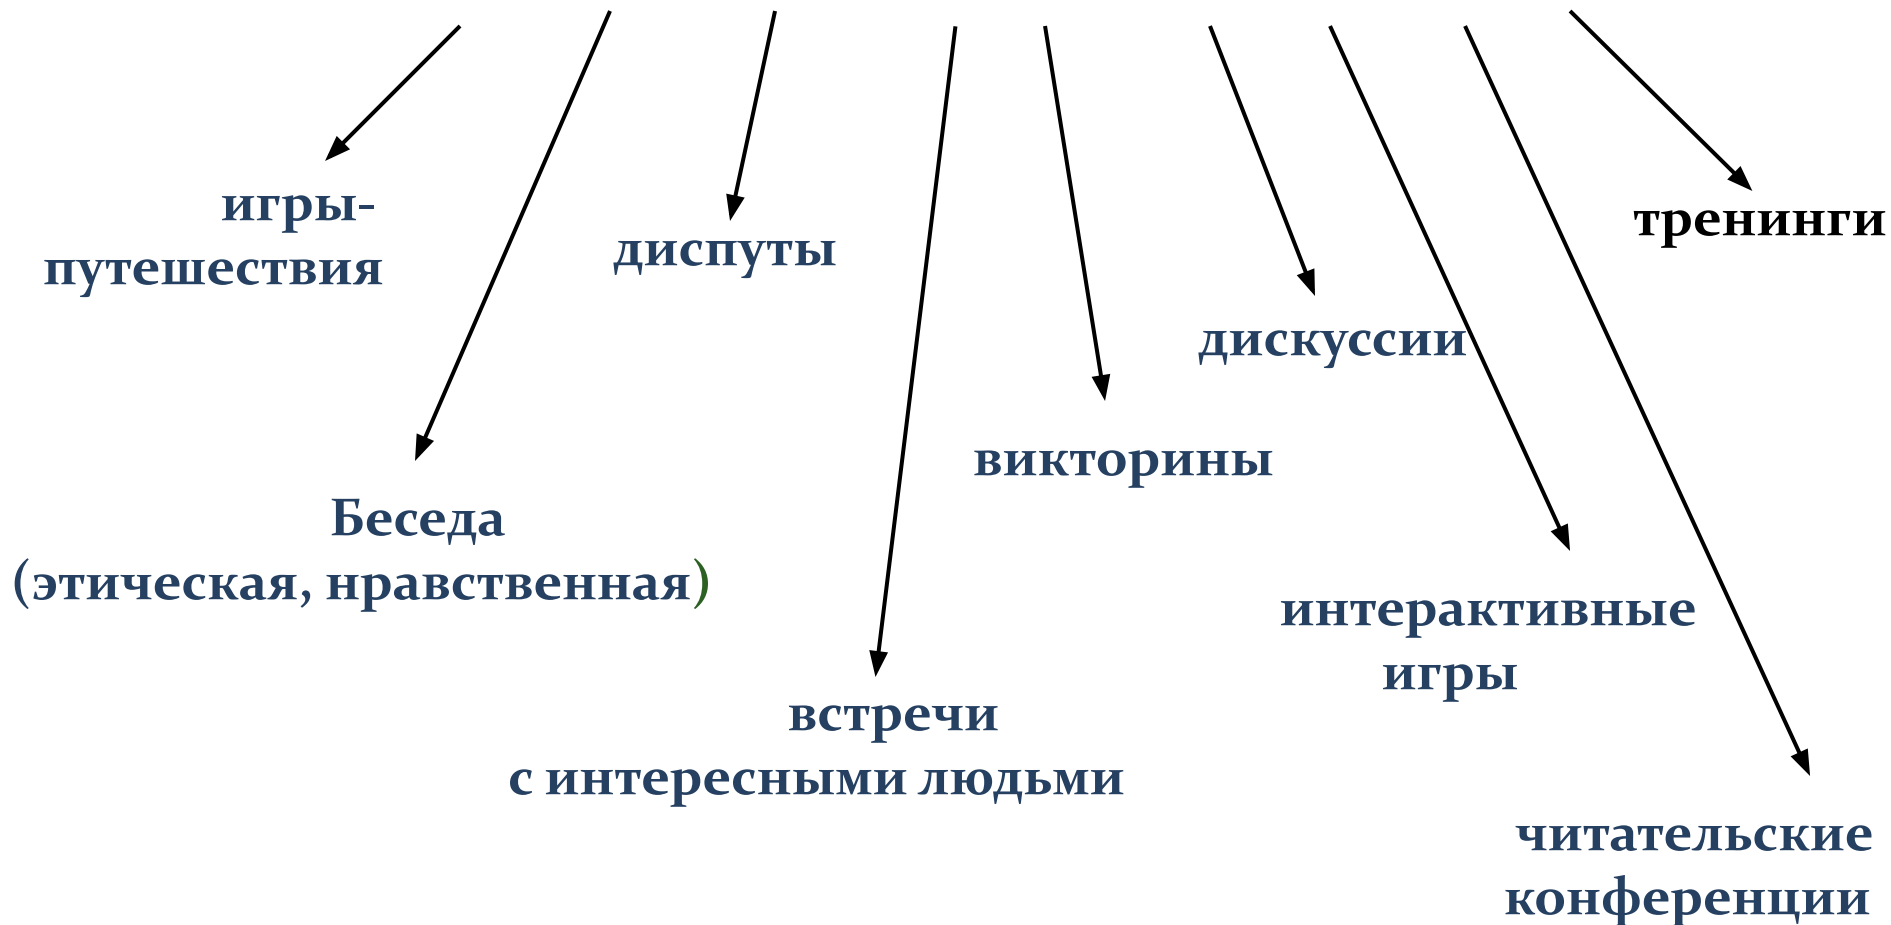 игры-
путешествия
диспуты
тренинги
дискуссии
викторины
Беседа
(этическая, нравственная)
интерактивные
игры
встречи
с интересными людьми
читательские
конференции